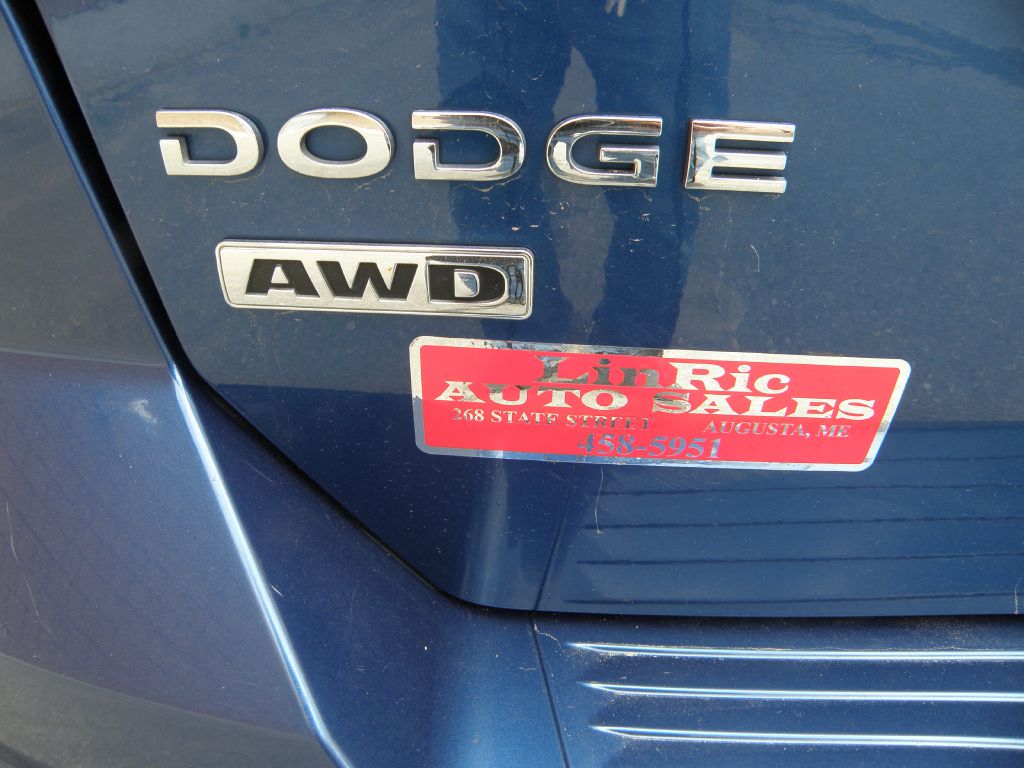 DODGE
AWD
LinRic
AUTO SALES
268 STATE STREET AUGUSTA, ME
458-5951